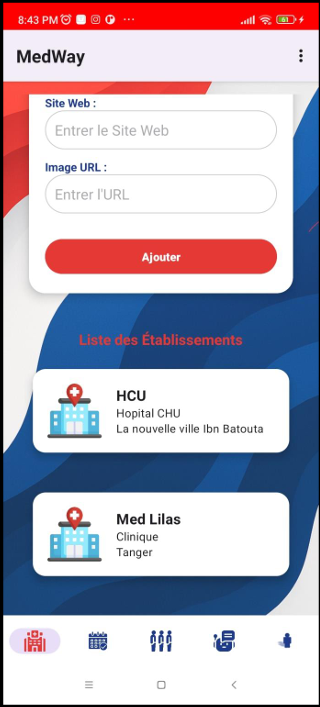 8:43 PM
61
MedWay
Site Web :
Entrer le Site Web
Image URL :
Entrer l'URL
Ajouter
Liste des Établissements
HCU
Hopital CHU
La nouvelle ville Ibn Batouta
Med Lilas
Clinique
Tanger